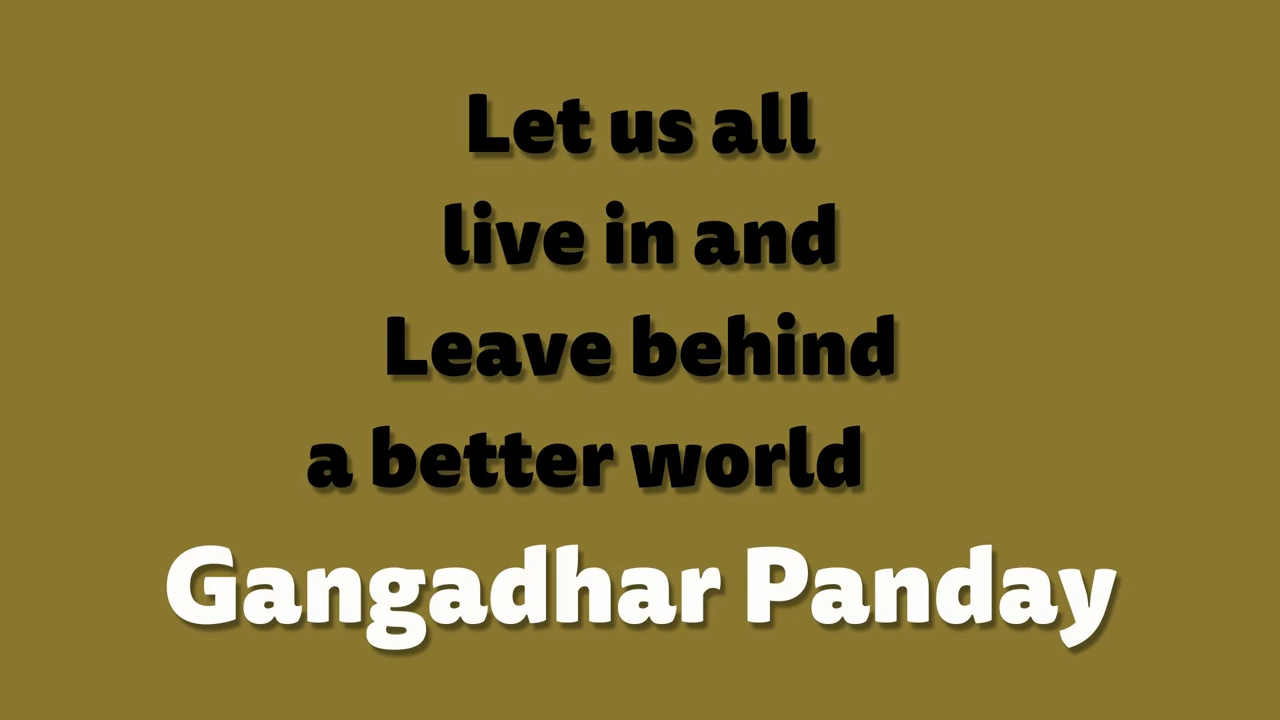 Let us all
live in and
Leave behind
a better world
Gangadhar Panday